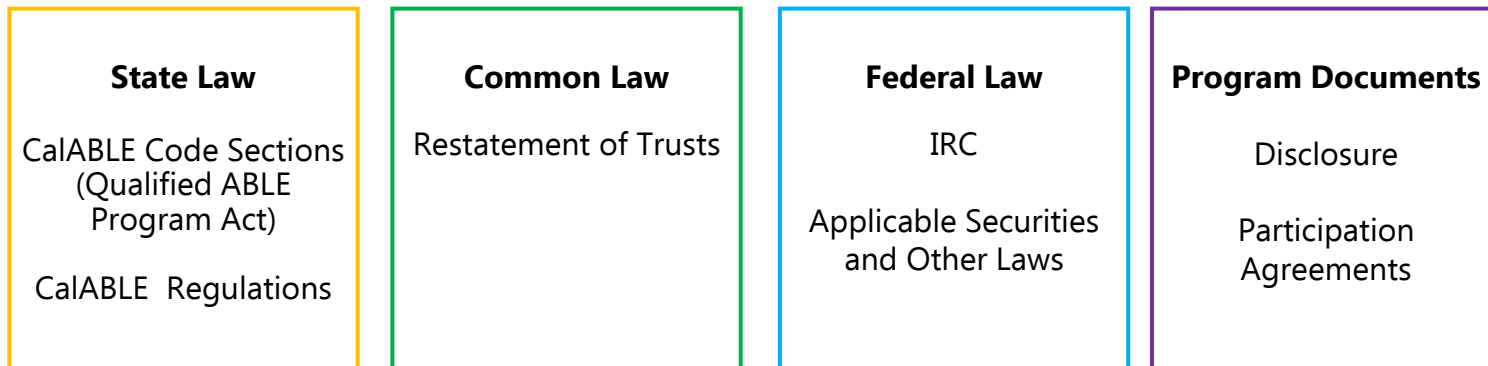 State Law
CalABLE Code Sections
(Qualified ABLE
Program Act)
CalABLE  Regulations
Common Law
Restatement of Trusts
Federal Law
IRC
Applicable Securities
and Other Laws
Program Documents
Disclosure
Participation
Agreements